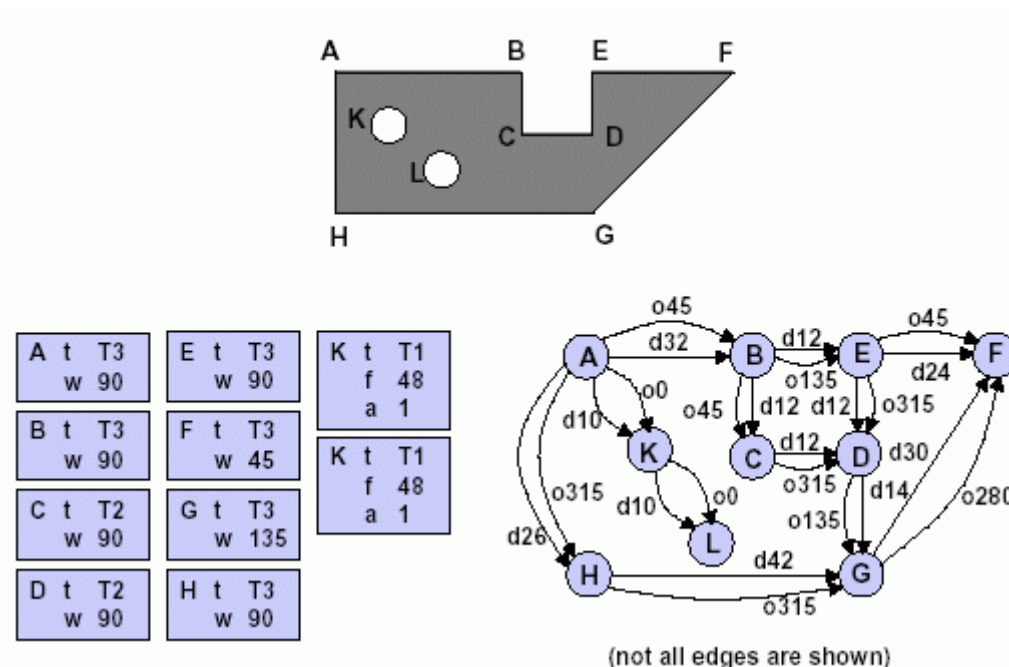 A B E F
K
C D
L
H G
A t T3
w 90
B t T3
w 90
C t T2
w 90
D t T2
w 90
E t T3
w 90
F t T3
w 45
G t T3
w 135
H t T3
w 90
K t T1
f 48
a 1
K t T1
f 48
a 1
o45 o45
d12
A d32 B E F
o135 d24
o0
d10 o45 d12 d12 o315
K d12
C D d30
o315 o315 d14 o280
d10 o0 o135
d26 L
H d42 G
o315
(not all edges are shown)